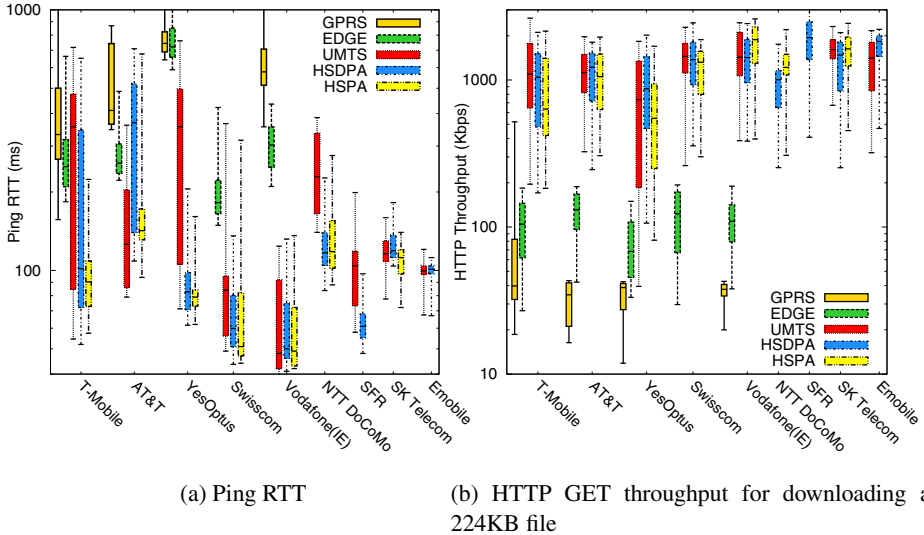 1000
100
Ping RTT (ms)
GPRS
EDGE
UMTS
HSDPA
HSPA
T-Mobile
AT&T
YesOptus
Swisscom
Vodafone(IE)
NTT DoCoMo
SFR
SK Telecom
Emobile
(a) Ping RTT
1000
100
10
HTTP Throughput (Kbps)
GPRS
EDGE
UMTS
HSDPA
HSPA
T-Mobile
AT&T
YesOptus
Swisscom
Vodafone(IE)
NTT DoCoMo
SFR
SK Telecom
Emobile
(b) HTTP GET throughput for downloading a
224KB file